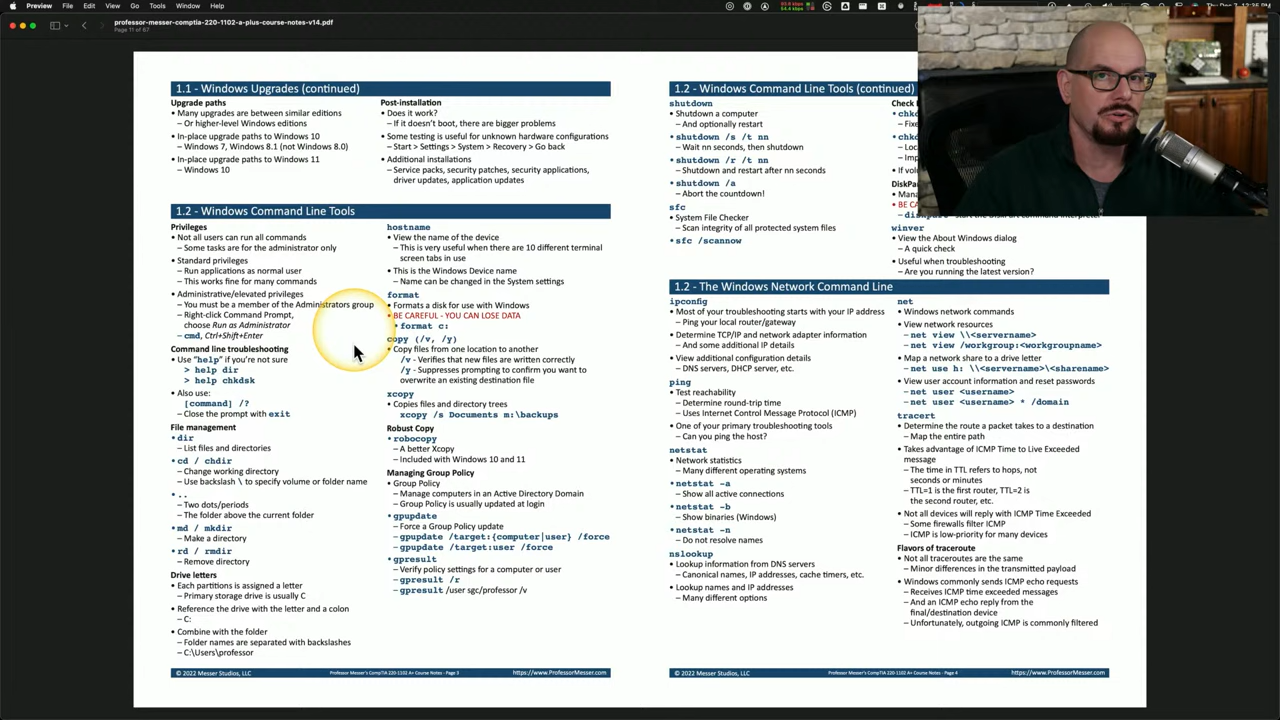 Preview File Edit View Go Tools Window Help
professor-messer-comptia-220-1102-a-plus-course-notes-v14.pdf
Page 11 of 67
1.1 - Windows Upgrades (continued)
Upgrade paths
• Many upgrades are between similar editions
– Or higher-level Windows editions
• In-place upgrade paths to Windows 10
– Windows 7, Windows 8.1 (not Windows 8.0)
• In-place upgrade paths to Windows 11
– Windows 10
Post-installation
• Does it work?
– If it doesn't boot, there are bigger problems
• Some testing is useful for unknown hardware configurations
– Start > Settings > System > Recovery > Go back
• Additional installations
– Service packs, security patches, security applications,
driver updates, application updates
1.2 - Windows Command Line Tools
Privileges
• Not all users can run all commands
– Some tasks are for the administrator only
• Standard privileges
– Run applications as normal user
– This works fine for many commands
• Administrative/elevated privileges
– You must be a member of the Administrators group
– Right-click Command Prompt,
choose Run as Administrator
– cmd, Ctrl+Shift+Enter
Command line troubleshooting
• Use "help" if you're not sure
> help dir
> help chkdsk
• Also use:
[command] /?
– Close the prompt with exit
File management
• dir
– List files and directories
• cd / chdir
– Change working directory
– Use backslash \ to specify volume or folder name
• ..
– Two dots/periods
– The folder above the current folder
• md / mkdir
– Make a directory
• rd / rmdir
– Remove directory
Drive letters
• Each partitions is assigned a letter
– Primary storage drive is usually C
• Reference the drive with the letter and a colon
– C:
• Combine with the folder
– Folder names are separated with backslashes
– C:\Users\professor
hostname
• View the name of the device
– This is very useful when there are 10 different terminal
screen tabs in use
• This is the Windows Device name
– Name can be changed in the System settings
format
• Formats a disk for use with Windows
• BE CAREFUL - YOU CAN LOSE DATA
• format c:
copy (/v, /y)
• Copy files from one location to another
/v - Verifies that new files are written correctly
/y - Suppresses prompting to confirm you want to
overwrite an existing destination file
xcopy
• Copies files and directory trees
xcopy /s Documents m:\backups
Robust Copy
• robocopy
– A better Xcopy
– Included with Windows 10 and 11
Managing Group Policy
• Group Policy
– Manage computers in an Active Directory Domain
– Group Policy is usually updated at login
• gpupdate
– Force a Group Policy update
– gpupdate /target:{computer|user} /force
– gpupdate /target:user /force
• gpresult
– Verify policy settings for a computer or user
– gpresult /r
– gpresult /user sgc/professor /v
© 2022 Messer Studios, LLC
Professor Messer's CompTIA 220-1102 A+ Course Notes - Page 3
https://www.ProfessorMesser.com
1.2 - Windows Command Line Tools (continued)
shutdown
• Shutdown a computer
– And optionally restart
• shutdown /s /t nn
– Wait nn seconds, then shutdown
• shutdown /r /t nn
– Shutdown and restart after nn seconds
• shutdown /a
– Abort the countdown!
sfc
• System File Checker
– Scan integrity of all protected system files
• sfc /scannow
Check
winver
• View the About Windows dialog
– A quick check
• Useful when troubleshooting
– Are you running the latest version?
1.2 - The Windows Network Command Line
ipconfig
• Most of your troubleshooting starts with your IP address
– Ping your local router/gateway
• Determine TCP/IP and network adapter information
– And some additional IP details
• View additional configuration details
– DNS servers, DHCP server, etc.
ping
• Test reachability
– Determine round-trip time
– Uses Internet Control Message Protocol (ICMP)
• One of your primary troubleshooting tools
– Can you ping the host?
netstat
• Network statistics
– Many different operating systems
• netstat -a
– Show all active connections
• netstat -b
– Show binaries (Windows)
• netstat -n
– Do not resolve names
nslookup
• Lookup information from DNS servers
– Canonical names, IP addresses, cache timers, etc.
• Lookup names and IP addresses
– Many different options
net
• Windows network commands
• View network resources
– net view \\<servername>
– net view /workgroup:<workgroupname>
• Map a network share to a drive letter
– net use h: \\<servername>\<sharename>
• View user account information and reset passwords
– net user <username>
– net user <username> * /domain
tracert
• Determine the route a packet takes to a destination
– Map the entire path
• Takes advantage of ICMP Time to Live Exceeded
message
– The time in TTL refers to hops, not
seconds or minutes
– TTL=1 is the first router, TTL=2 is
the second router, etc.
• Not all devices will reply with ICMP Time Exceeded
– Some firewalls filter ICMP
– ICMP is low-priority for many devices
Flavors of traceroute
• Not all traceroutes are the same
– Minor differences in the transmitted payload
• Windows commonly sends ICMP echo requests
– Receives ICMP time exceeded messages
– And an ICMP echo reply from the
final/destination device
– Unfortunately, outgoing ICMP is commonly filtered
© 2022 Messer Studios, LLC
Professor Messer's CompTIA 220-1102 A+ Course Notes - Page 4
https://www.ProfessorMesser.com